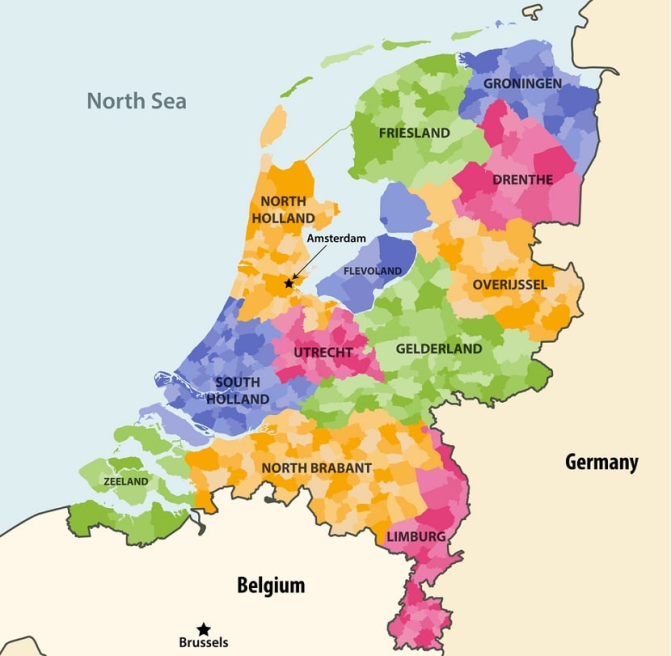 North Sea
GRONINGEN
FRIESLAND
DRENTHE
NORTH
HOLLAND
Amsterdam
FLEVOLAND
OVERIJSSEL
UTRECHT
GELDERLAND
SOUTH
HOLLAND
Germany
NORTH BRABANT
ZEELAND
LIMBURG
Belgium
Brussels